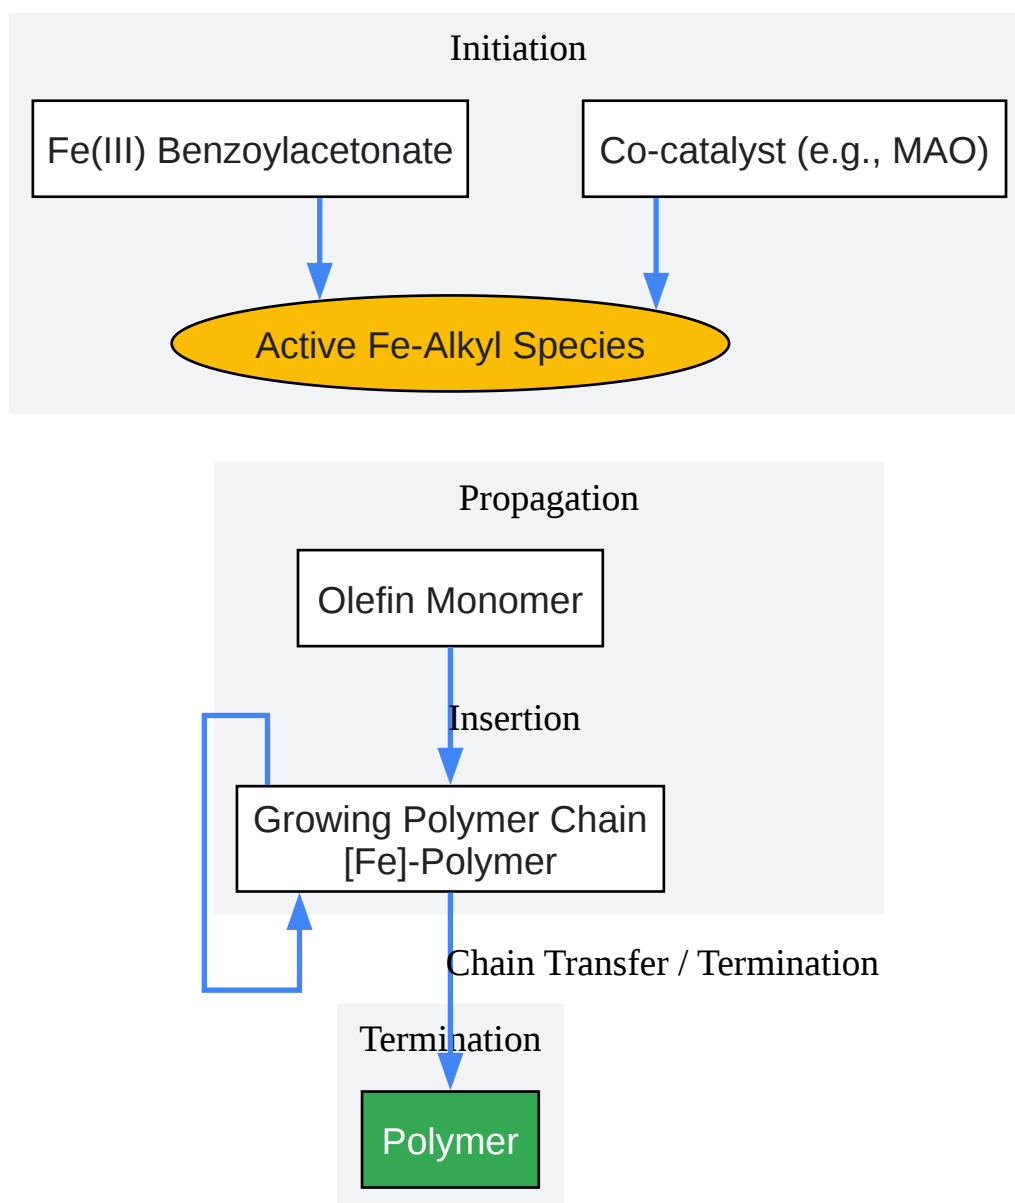 Initiation
Fe(III) Benzoylacetonate
Co-catalyst (e.g., MAO)
Active Fe-Alkyl Species
Propagation
Olefin Monomer
Insertion
Growing Polymer Chain
[Fe]-Polymer
Chain Transfer / Termination
Termination
Polymer